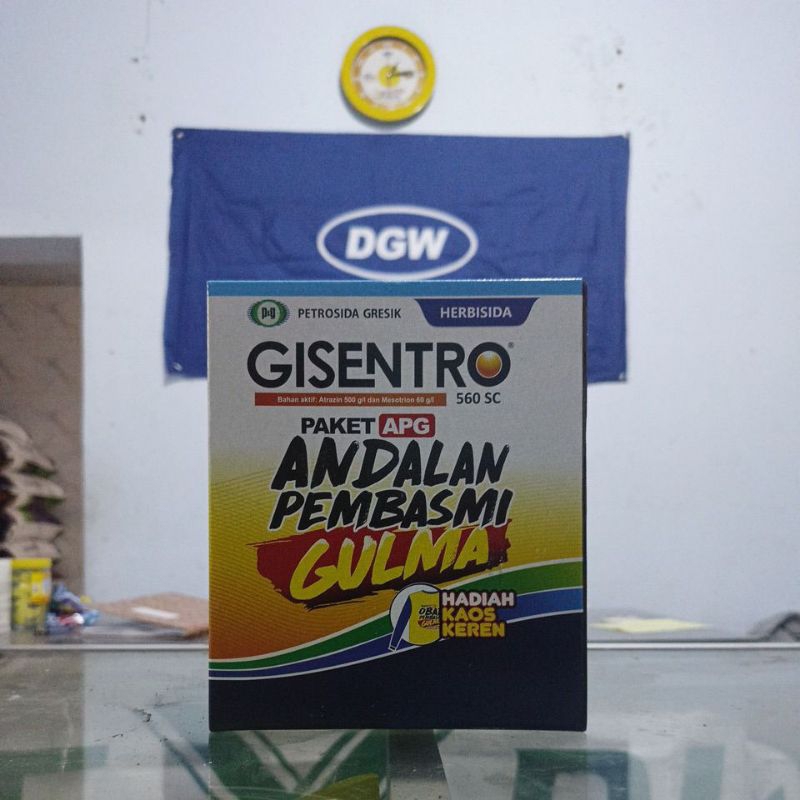 DGW
PETROSIDA GRESIK
HERBISIDA
GISENTRO®
Bahan aktif: Atrazin 500 g/l dan Mesotrion 60 g/l
560 SC
PAKET APG
ANDALAN
PEMBASMI
GULMA
HADIAH
KAOS
KEREN